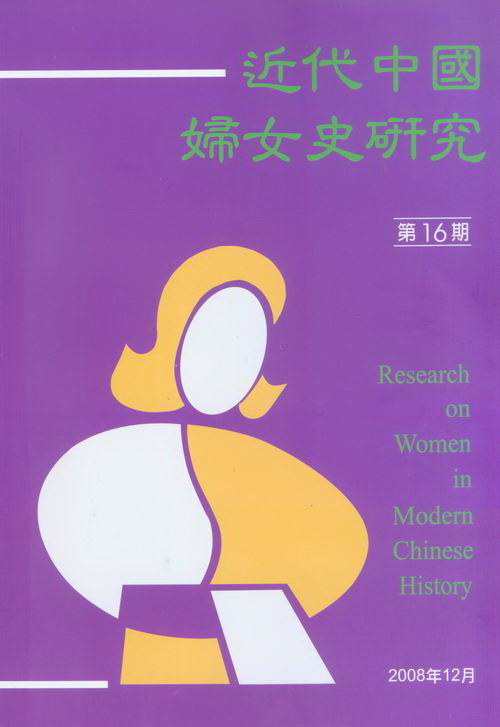 近代中國
婦女史研究
第16期
Research
on
Women
in
Modern
Chinese
History
2008年12月